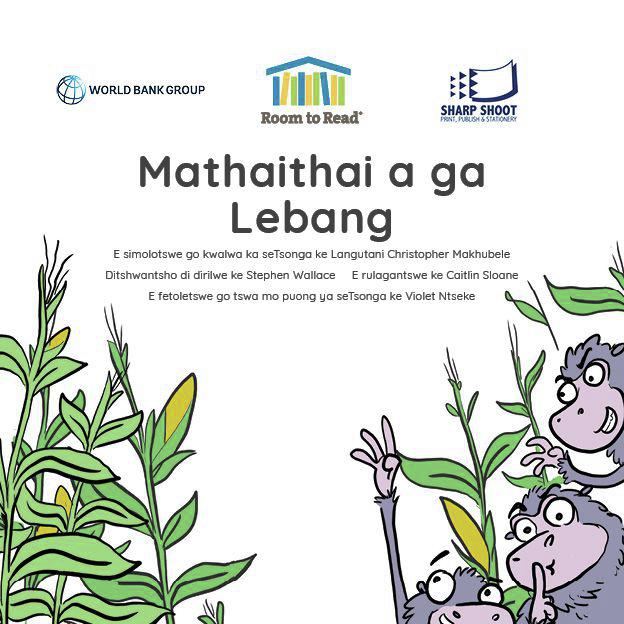 WORLD BANK GROUP
Room to Read
SHARP SHOOT
PRINT, PUBLISH & STATIONERY
Mathaithai a ga
Lebang
E simolotswe go kwalwa ka seTsonga ke Langutani Christopher Makhubele
Ditshwantsho di dirilwe ke Stephen Wallace E rulagantswe ke Caitlin Sloane
E fetoletswe go tswa mo puong ya seTsonga ke Violet Ntseke